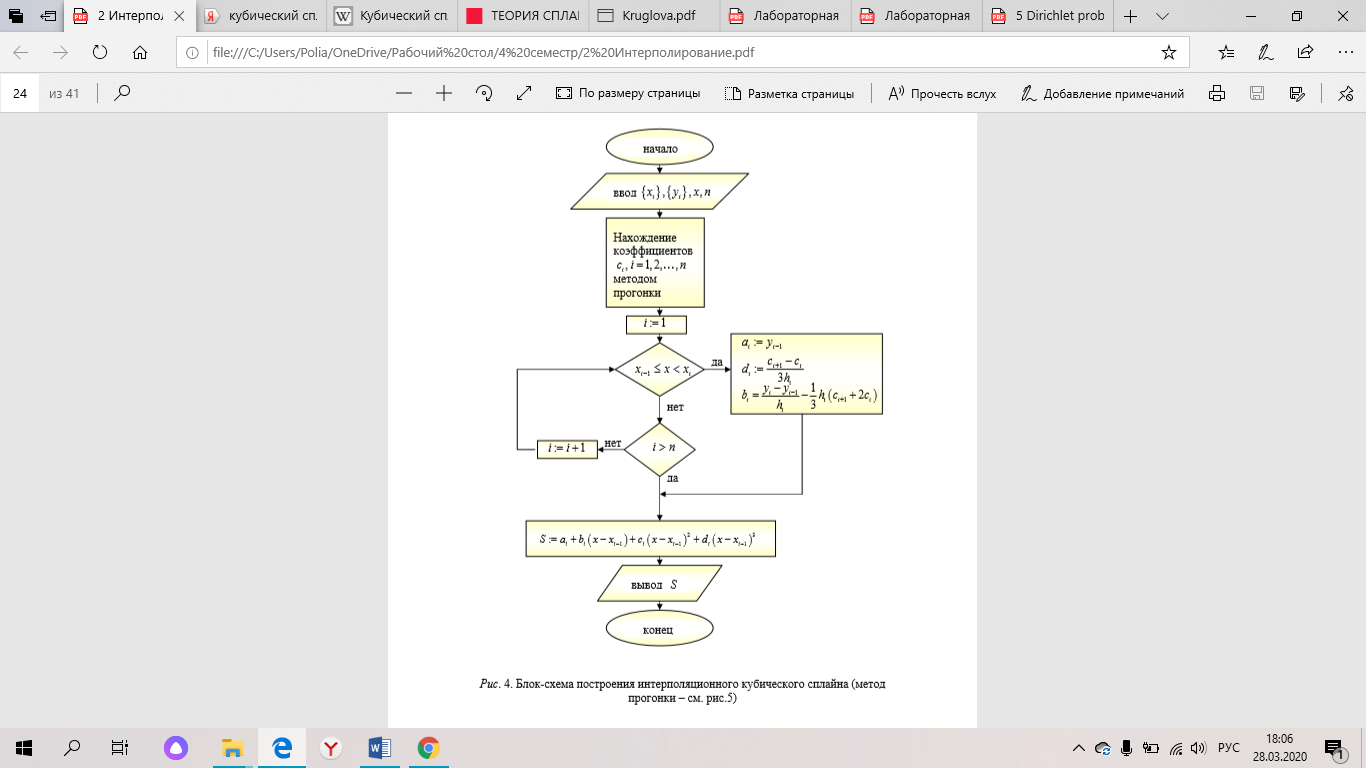 2 Интерпол
кубический сп.
Кубический сп
ТЕОРИЯ СПЛАІ
Kruglova.pdf
Лабораторная
Лабораторная
5 Dirichlet prob
file:///C:/Users/Polia/OneDrive/Рабочий%20стол/4%20семестр/2%20Интерполирование.pdf
24 из 41
По размеру страницы
Разметка страницы
Прочесть вслух
Добавление примечаний
начало
ввод {x_i}, {y_i}, x, n
Нахождение
коэффициентов
c_i, i = 1, 2, …, n
методом
прогонки
i := 1
x_{i-1} ≤ x < x_i
да
a_i := y_{i-1}
d_i := (c_{i+1} − c_i)/(3h_i)
b_i = (y_i − y_{i-1})/h_i − 1/3 h_i (c_{i+1} + 2c_i)
нет
i > n
нет
i := i + 1
да
S := a_i + b_i (x − x_{i-1}) + c_i (x − x_{i-1})^2 + d_i (x − x_{i-1})^2
вывод S
конец
Рис. 4. Блок-схема построения интерполяционного кубического сплайна (метод
прогонки – см. рис.5)
РУС
18:06
28.03.2020
1